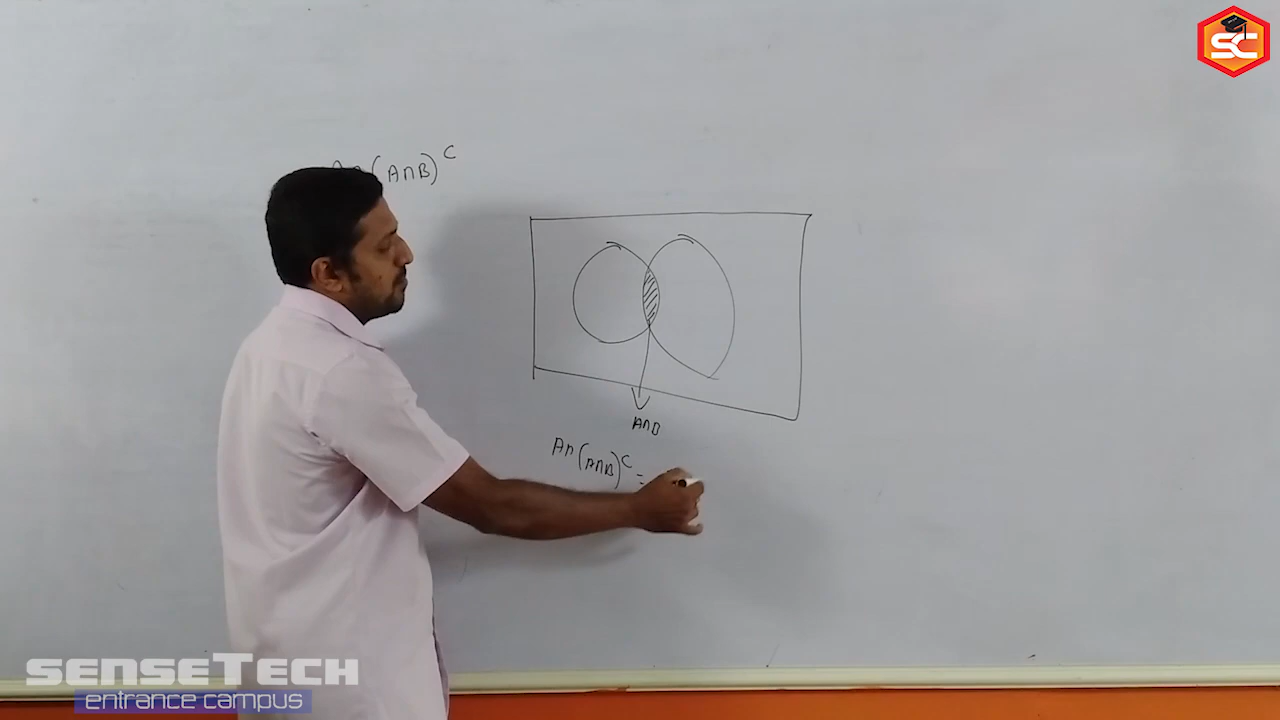 SC
(A∩B)^C
A∩B
A∩(A∩B)^C =
SENSETECH
entrance campus